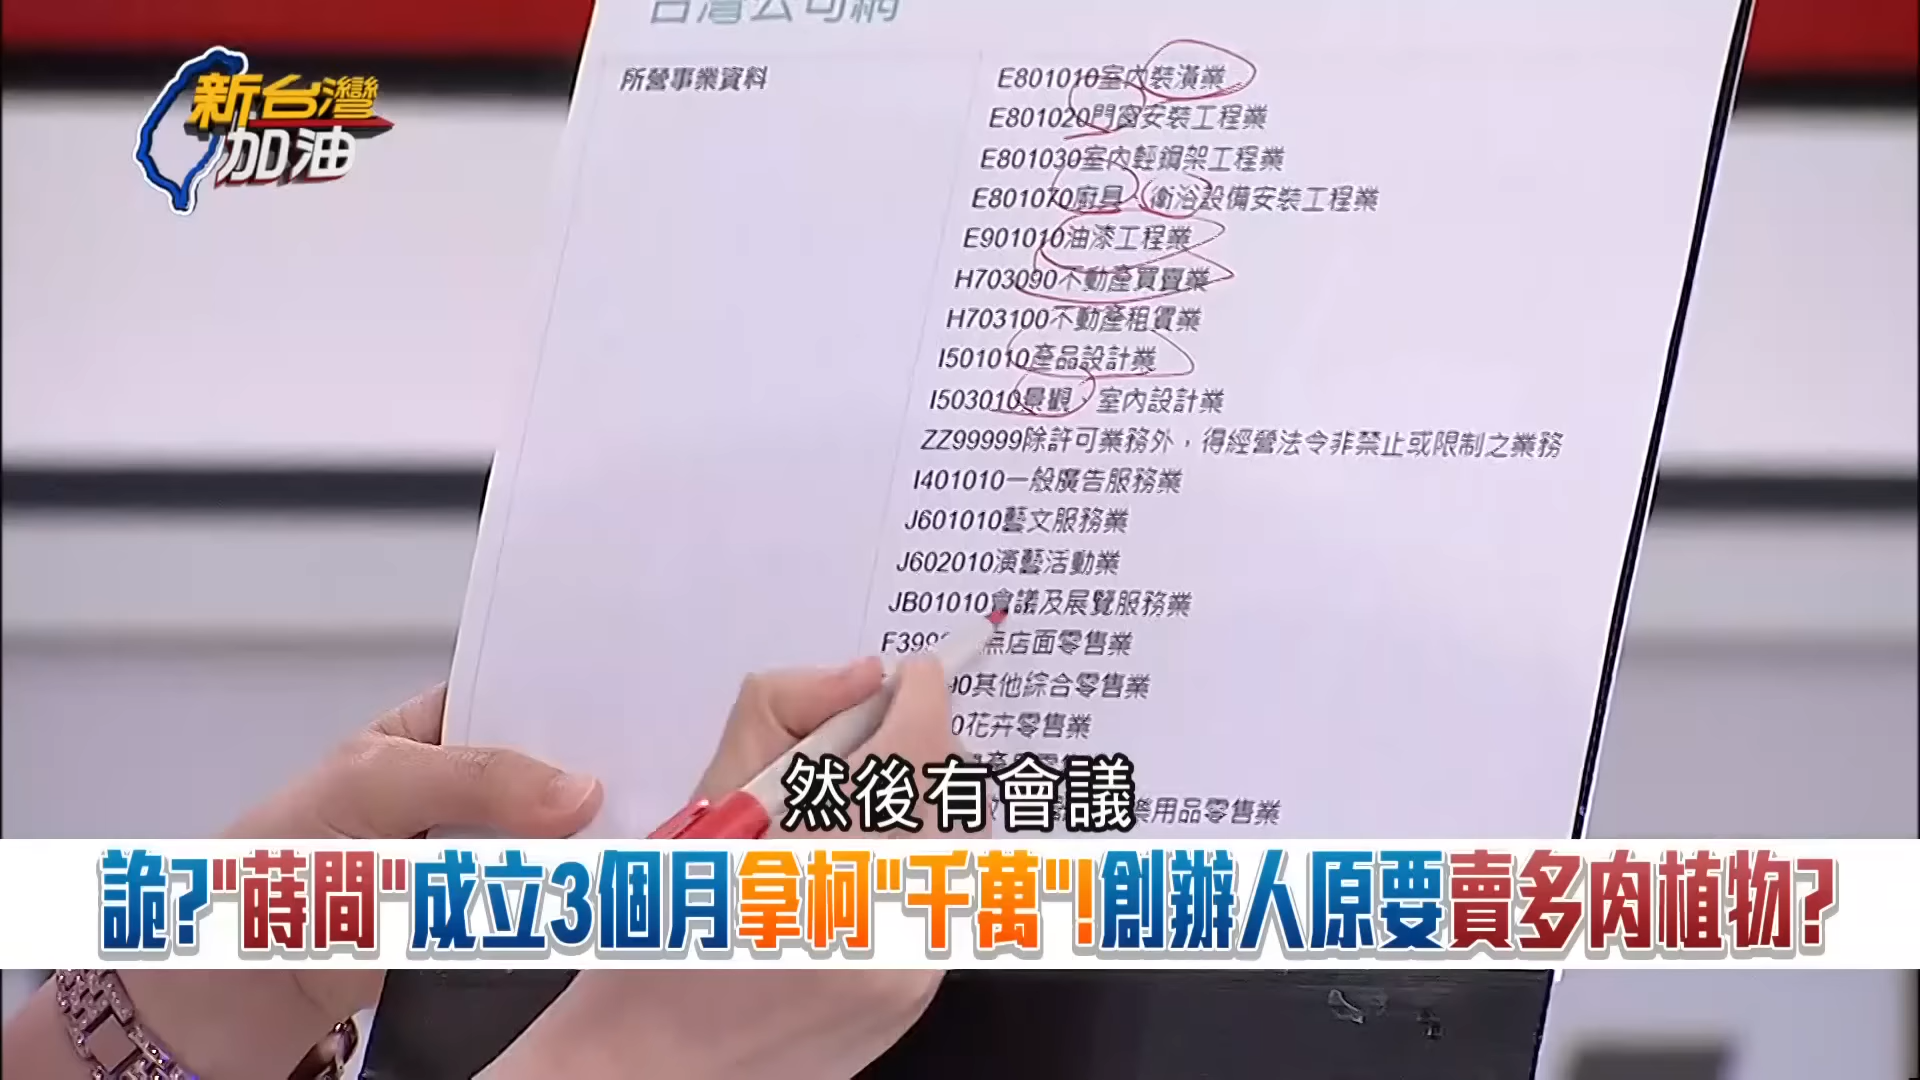 台灣公司網
新台灣
加油
所營事業資料
E801010室內裝潢業
E801020門窗安裝工程業
E801030室內輕鋼架工程業
E801070廚具、衛浴設備安裝工程業
E901010油漆工程業
H703090不動產買賣業
H703100不動產租賃業
I501010產品設計業
I503010景觀、室內設計業
ZZ99999除許可業務外，得經營法令非禁止或限制之業務
I401010一般廣告服務業
J601010藝文服務業
J602010演藝活動業
JB01010會議及展覽服務業
F399 無店面零售業
90其他綜合零售業
0花卉零售業
然後有會議
樂用品零售業
詭?"蒔間"成立3個月拿柯"千萬"!創辦人原要賣多肉植物?